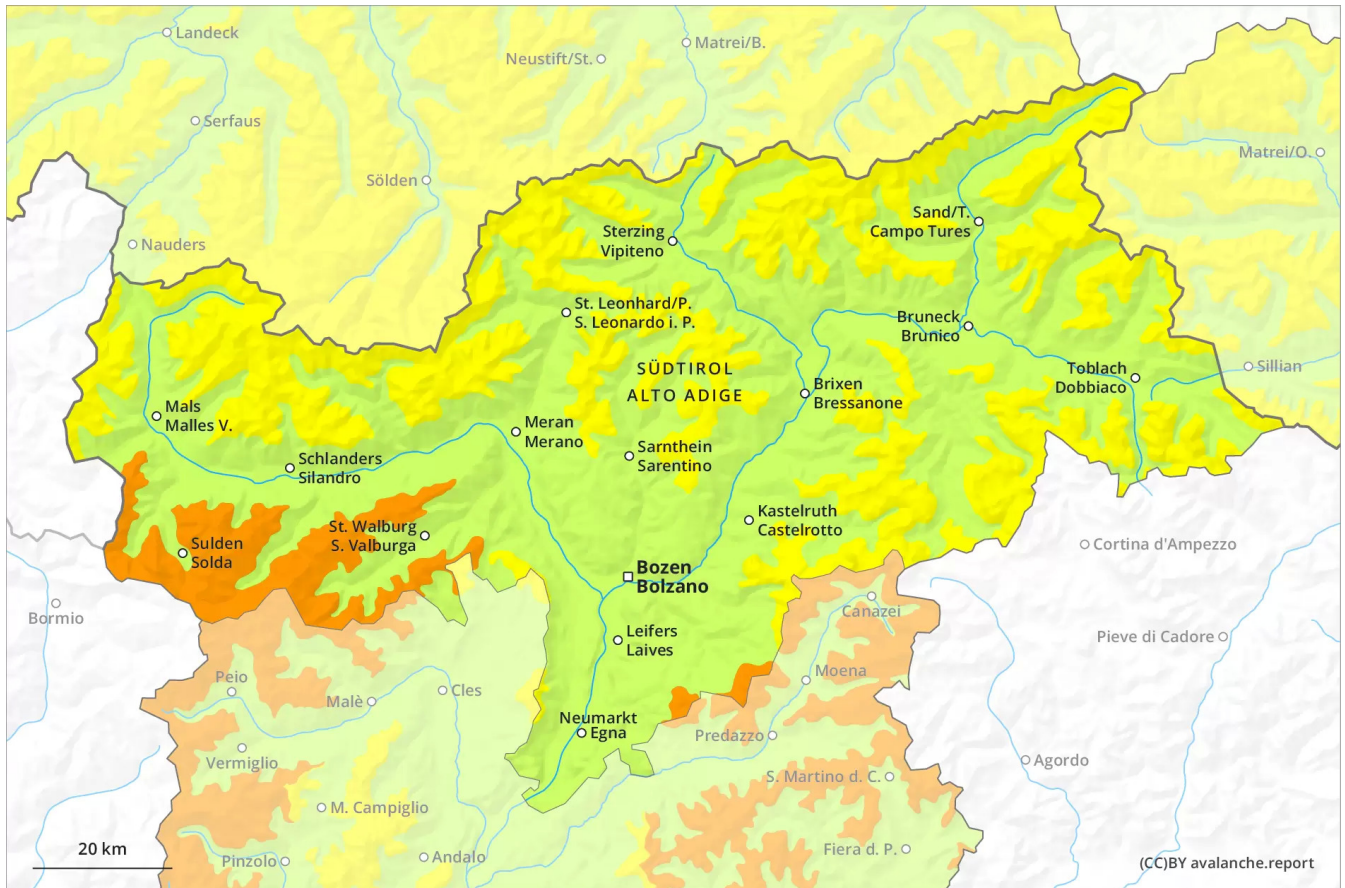 Landeck
Matrei/B.
Neustift/St.
Serfaus
Matrei/O.
Sölden
Nauders
Sand/T.
Campo Tures
Sterzing
Vipiteno
St. Leonhard/P.
S. Leonardo i. P.
Bruneck
Brunico
SÜDTIROL
ALTO ADIGE
Toblach
Dobbiaco
Sillian
Brixen
Bressanone
Mals
Malles V.
Meran
Merano
Sarnthein
Sarentino
Schlanders
Silandro
Kastelruth
Castelrotto
St. Walburg
S. Valburga
Sulden
Solda
Cortina d'Ampezzo
Bozen
Bolzano
Bormio
Canazei
Leifers
Laives
Pieve di Cadore
Peio
Moena
Malè
Cles
Neumarkt
Egna
Predazzo
Vermiglio
Agordo
S. Martino d. C.
M. Campiglio
20 km
Fiera d. P.
Pinzolo
Andalo
(CC)BY avalanche.report